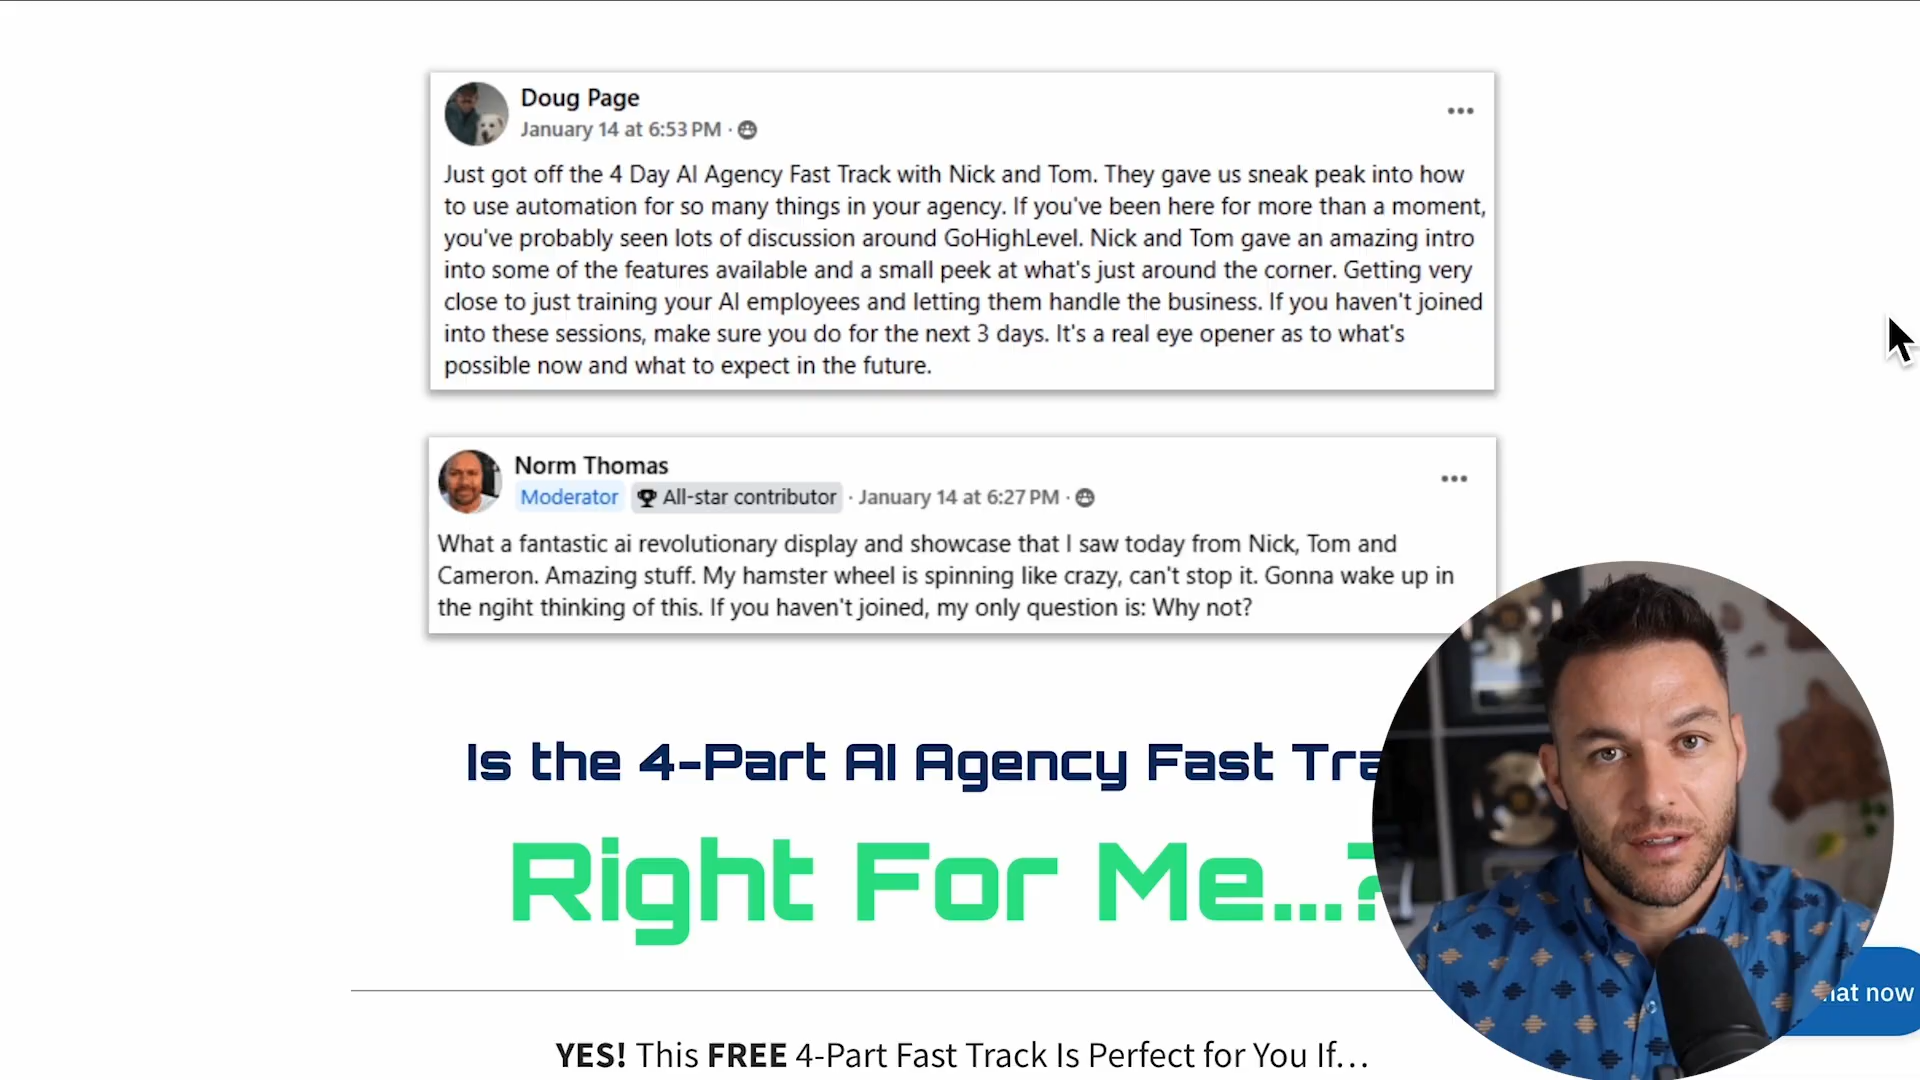 Doug Page
January 14 at 6:53 PM ·
Just got off the 4 Day AI Agency Fast Track with Nick and Tom. They gave us sneak peak into how
to use automation for so many things in your agency. If you've been here for more than a moment,
you've probably seen lots of discussion around GoHighLevel. Nick and Tom gave an amazing intro
into some of the features available and a small peek at what's just around the corner. Getting very
close to just training your AI employees and letting them handle the business. If you haven't joined
into these sessions, make sure you do for the next 3 days. It's a real eye opener as to what's
possible now and what to expect in the future.
Norm Thomas
Moderator All-star contributor · January 14 at 6:27 PM ·
What a fantastic ai revolutionary display and showcase that I saw today from Nick, Tom and
Cameron. Amazing stuff. My hamster wheel is spinning like crazy, can't stop it. Gonna wake up in
the ngiht thinking of this. If you haven't joined, my only question is: Why not?
Is the 4-Part AI Agency Fast
Right For Me...?
now
YES! This FREE 4-Part Fast Track Is Perfect for You If...